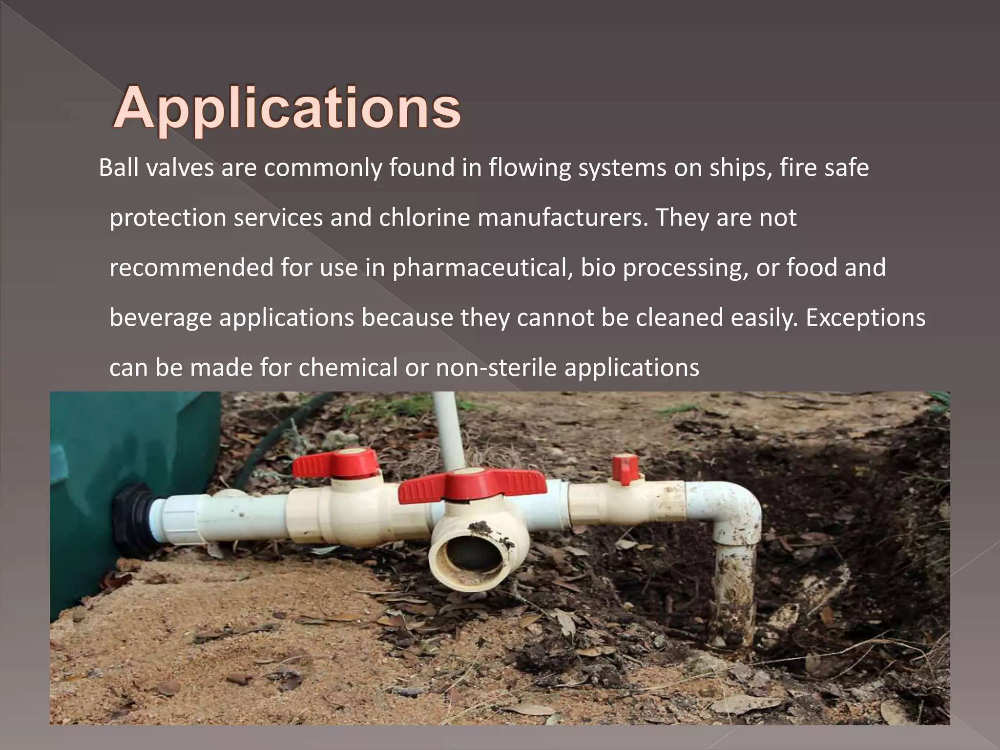 Applications
Ball valves are commonly found in flowing systems on ships, fire safe
protection services and chlorine manufacturers. They are not
recommended for use in pharmaceutical, bio processing, or food and
beverage applications because they cannot be cleaned easily. Exceptions
can be made for chemical or non-sterile applications